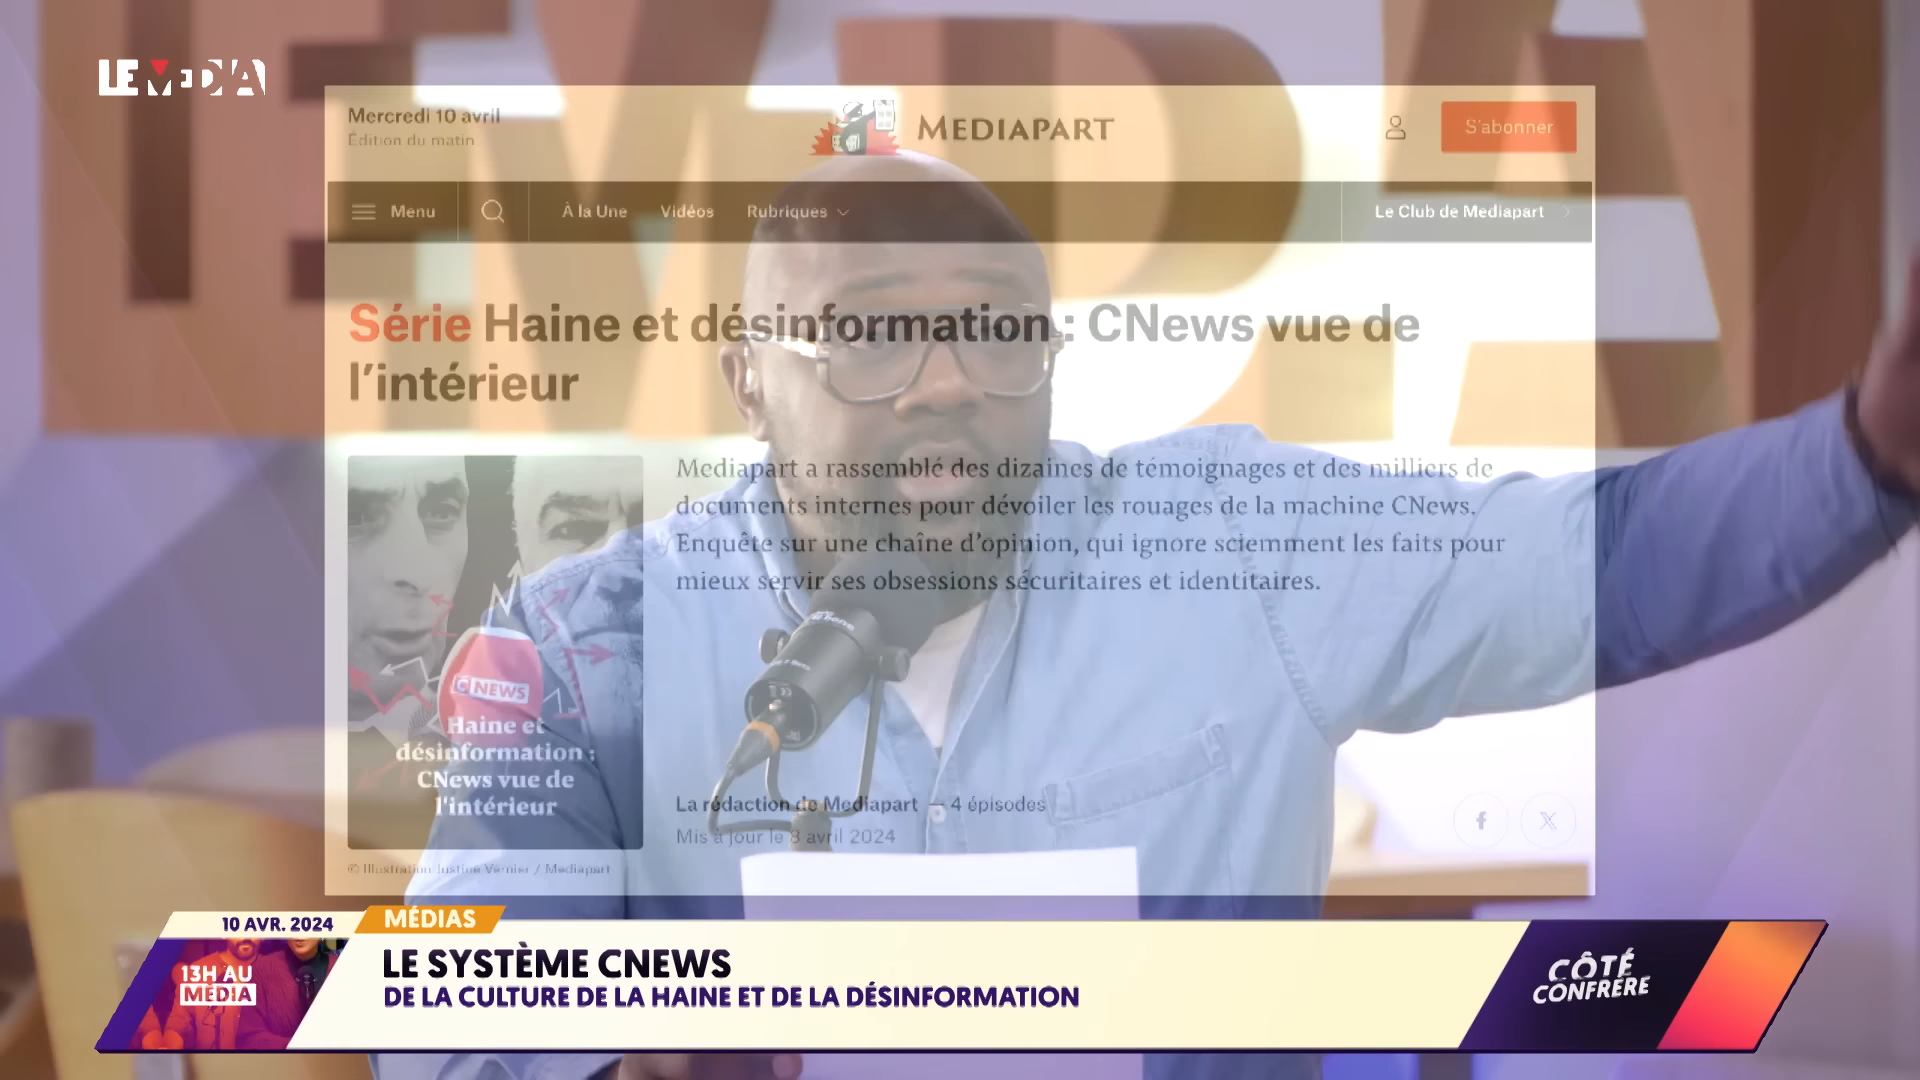 LE MEDIA
Mercredi 10 avril
Édition du matin
MEDIAPART
S'abonner
Menu
À la Une
Vidéos
Rubriques
Le Club de Mediapart
Série Haine et désinformation : CNews vue de
l'intérieur
Mediapart a rassemblé des dizaines de témoignages et des milliers de
documents internes pour dévoiler les rouages de la machine CNews.
Enquête sur une chaîne d'opinion, qui ignore sciemment les faits pour
mieux servir ses obsessions sécuritaires et identitaires.
CNEWS
Haine et
désinformation :
CNews vue de
l'intérieur
La rédaction de Mediapart — 4 épisodes
Mis à jour le 8 avril 2024
© Illustration Justine Vernier / Mediapart
10 AVR. 2024
MÉDIAS
13H AU
MÉDIA
LE SYSTÈME CNEWS
DE LA CULTURE DE LA HAINE ET DE LA DÉSINFORMATION
CÔTÉ
CONFRÈRE